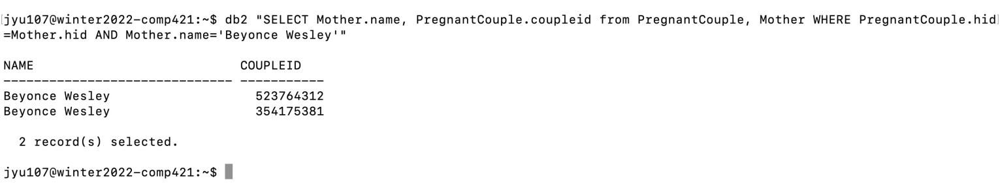 jyu107@winter2022-comp421:~$ db2 "SELECT Mother.name, PregnantCouple.coupleid from PregnantCouple, Mother WHERE PregnantCouple.hid
=Mother.hid AND Mother.name='Beyonce Wesley'"
NAME                           COUPLEID
------------------------------ -----------
Beyonce Wesley                   523764312
Beyonce Wesley                   354175381
  2 record(s) selected.
jyu107@winter2022-comp421:~$